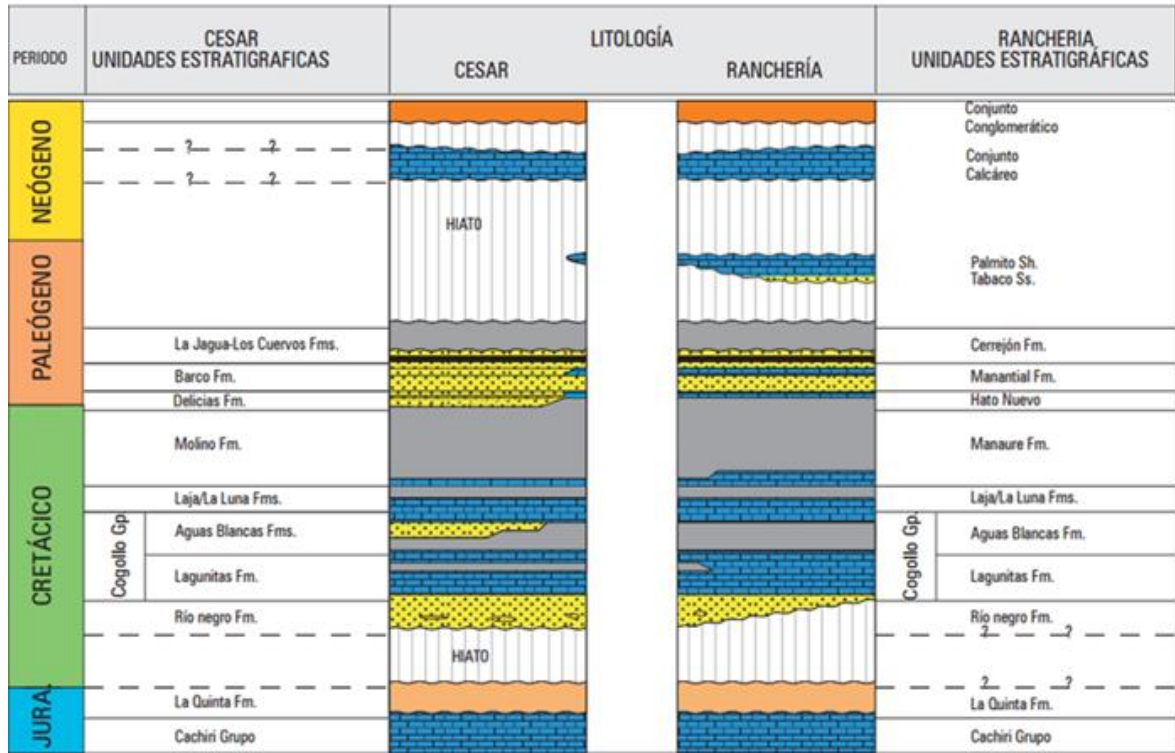 PERIODO
CESAR
UNIDADES ESTRATIGRAFICAS
LITOLOGÍA
CESAR
RANCHERÍA
RANCHERIA
UNIDADES ESTRATIGRÁFICAS
NEÓGENO
PALEÓGENO
CRETÁCICO
JURA.
? ?
? ?
La Jagua-Los Cuervos Fms.
Barco Fm.
Delicias Fm.
Molino Fm.
Laja/La Luna Fms.
Cogollo Gp
Aguas Blancas Fms.
Lagunitas Fm.
Río negro Fm.
La Quinta Fm.
Cachiri Grupo
HIATO
HIATO
Conjunto
Conglomerático
Conjunto
Calcáreo
Palmito Sh.
Tabaco Ss.
Cerrejón Fm.
Manantial Fm.
Hato Nuevo
Manaure Fm.
Laja/La Luna Fms.
Cogollo Gp.
Aguas Blancas Fm.
Lagunitas Fm.
Río negro Fm.
? ?
? ?
La Quinta Fm.
Cachiri Grupo